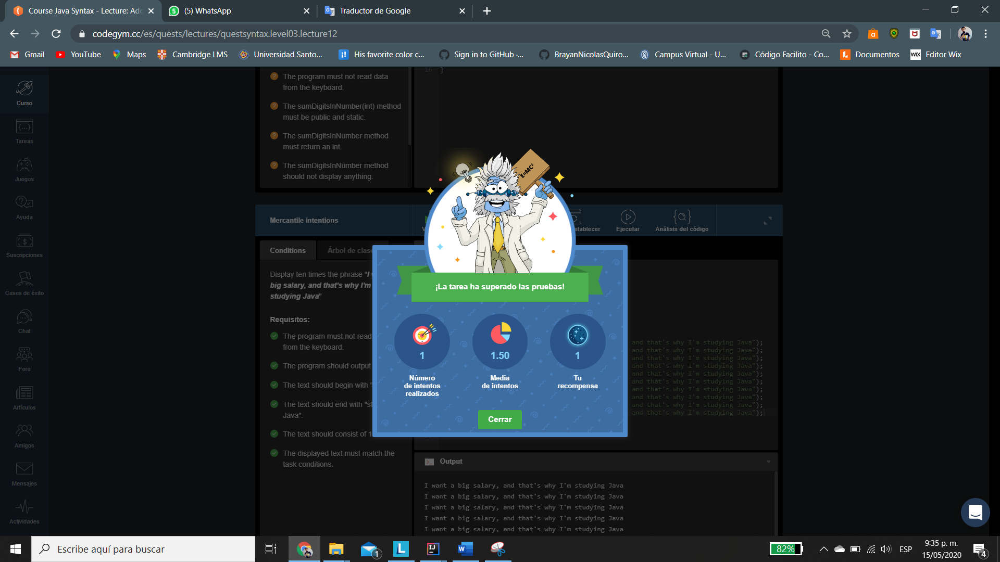 Course Java Syntax - Lecture: Ado
(5) WhatsApp
Traductor de Google
codegym.cc/es/quests/lectures/questsyntax.level03.lecture12
Gmail
YouTube
Maps
Cambridge LMS
Universidad Santo...
His favorite color c...
Sign in to GitHub ·...
BrayanNicolasQuiro...
Campus Virtual - U...
Código Facilito - Co...
Documentos
WIX Editor Wix
Curso
Tareas
Juegos
Ayuda
Suscripciones
Casos de éxito
Chat
Foro
Artículos
Amigos
Mensajes
Actividades
The program must not read data
from the keyboard.
The sumDigitsInNumber(int) method
must be public and static.
The sumDigitsInNumber method
must return an int.
The sumDigitsInNumber method
should not display anything.
16 }
E=MC²
Mercantile intentions
stablecer
Ejecutar
Análisis del código
Conditions
Árbol de clase
Display ten times the phrase "I
big salary, and that's why I'm
studying Java"
Requisitos:
The program must not read
from the keyboard.
The program should output
The text should begin with "
The text should end with "st
Java".
The text should consist of 1
The displayed text must match the
task conditions.
¡La tarea ha superado las pruebas!
1
Número
de intentos
realizados
1.50
Media
de intentos
1
Tu
recompensa
Cerrar
and that's why I'm studying Java");
and that's why I'm studying Java");
and that's why I'm studying Java");
and that's why I'm studying Java");
and that's why I'm studying Java");
and that's why I'm studying Java");
and that's why I'm studying Java");
and that's why I'm studying Java");
and that's why I'm studying Java");
and that's why I'm studying Java");
Output
I want a big salary, and that's why I'm studying Java
I want a big salary, and that's why I'm studying Java
I want a big salary, and that's why I'm studying Java
I want a big salary, and that's why I'm studying Java
I want a big salary, and that's why I'm studying Java
Escribe aquí para buscar
1
82%
ESP
9:35 p. m.
15/05/2020
4